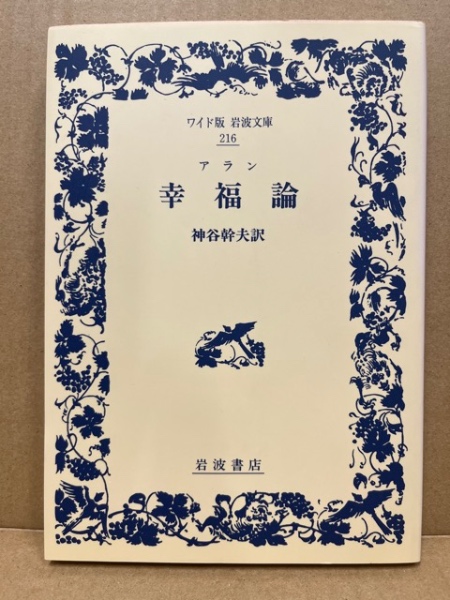 ワイド版 岩波文庫
216
アラン
幸福論
神谷幹夫訳
岩波書店